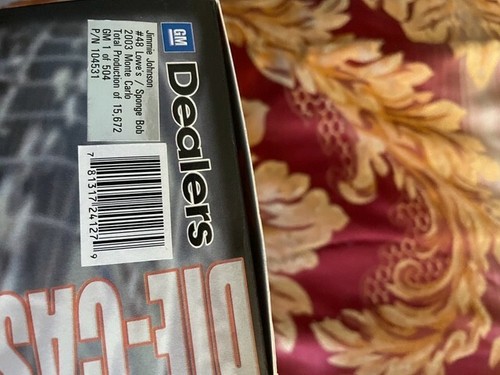 GM
Dealers
Jimmie Johnson
#48 Lowe's / Sponge Bob
2003 Monte Carlo
Total Production of 15,672
GM 1 of 504
P/N 104531
7 81317 24127 9
DIE-CAS